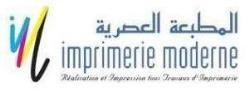 المطبعة العصرية
imprimerie moderne
Réalisation et Impression tous Travaux d'Imprimerie